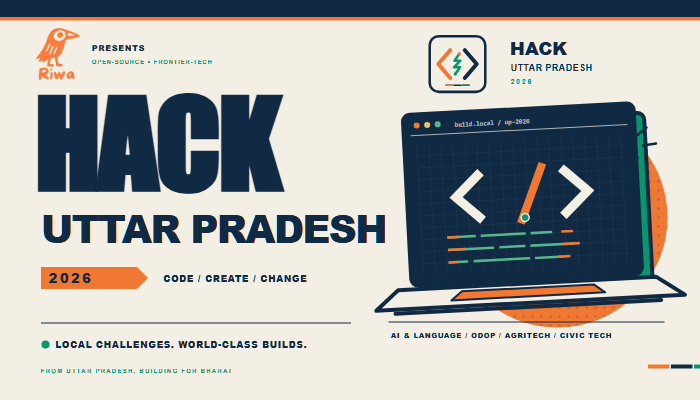 Riwa
PRESENTS
OPEN-SOURCE • FRONTIER-TECH
HACK
UTTAR PRADESH
2026
CODE / CREATE / CHANGE
LOCAL CHALLENGES. WORLD-CLASS BUILDS.
FROM UTTAR PRADESH, BUILDING FOR BHARAT
HACK
UTTAR PRADESH
2026
build.local / up-2026
AI & LANGUAGE / ODOP / AGRITECH / CIVIC TECH